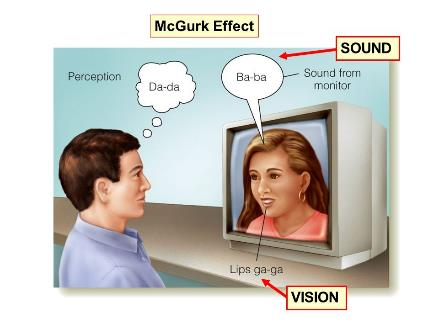 McGurk Effect
SOUND
Perception
Da-da
Ba-ba
Sound from
monitor
Lips ga-ga
VISION